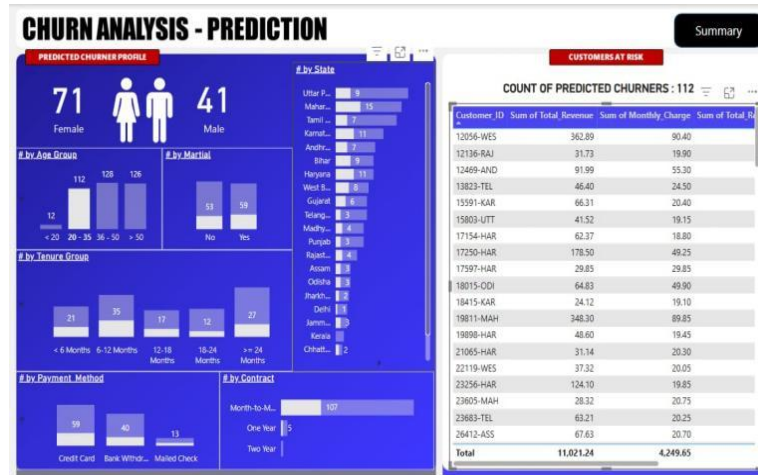 CHURN ANALYSIS - PREDICTION
Summary
PREDICTED CHURNER PROFILE
71
Female
41
Male
# by Age Group
12 112 128 126
< 20 20 - 35 36 - 50 > 50
# by Martial
53 59
No Yes
# by Tenure Group
21 35 17 12 27
< 6 Months 6-12 Months 12-18 Months 18-24 Months >= 24 Months
# by Payment_Method
59 40 13
Credit Card Bank Withdr... Mailed Check
# by State
Uttar P... 9
Mahar... 15
Tamil ... 7
Karnat... 11
Andhr... 7
Bihar 9
Haryana 11
West B... 8
Gujarat 6
Telang... 3
Madhy... 4
Punjab 3
Rajast... 4
Assam 3
Odisha 3
Jharkh... 2
Delhi 1
Jamm... 3
Kerala
Chhatt... 2
# by Contract
Month-to-M... 107
One Year 5
Two Year
CUSTOMERS AT RISK
COUNT OF PREDICTED CHURNERS : 112
Customer_ID Sum of Total_Revenue Sum of Monthly_Charge Sum of Total_Re
12056-WES 362.89 90.40
12136-RAJ 31.73 19.90
12469-AND 91.99 55.30
13823-TEL 46.40 24.50
15591-KAR 66.31 20.40
15803-UTT 41.52 19.15
17154-HAR 62.37 18.80
17250-HAR 178.50 49.25
17597-HAR 29.85 29.85
18015-ODI 64.83 49.90
18415-KAR 24.12 19.10
19811-MAH 348.30 89.85
19898-HAR 48.60 19.45
21065-HAR 31.14 20.30
22119-WES 37.32 20.05
23256-HAR 124.10 19.85
23605-MAH 28.32 20.75
23683-TEL 63.21 20.25
26412-ASS 67.63 20.70
Total 11,021.24 4,249.65